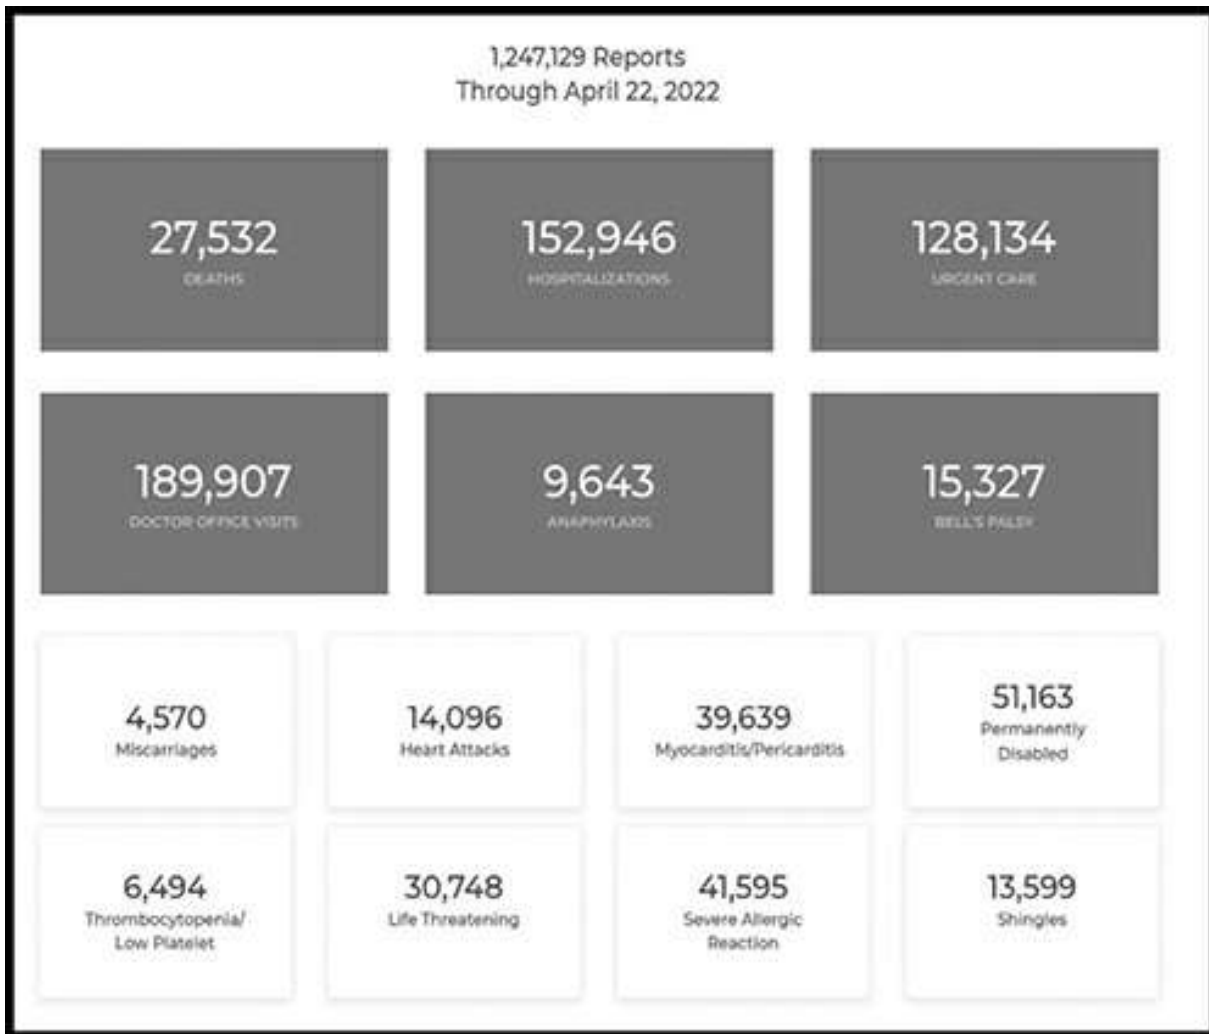 1,247,129 Reports
Through April 22, 2022
27,532
DEATHS
152,946
HOSPITALIZATIONS
128,134
URGENT CARE
189,907
DOCTOR OFFICE VISITS
9,643
ANAPHYLAXIS
15,327
BELL'S PALSY
4,570
Miscarriages
14,096
Heart Attacks
39,639
Myocarditis/Pericarditis
51,163
Permanently
Disabled
6,494
Thrombocytopenia/
Low Platelet
30,748
Life Threatening
41,595
Severe Allergic
Reaction
13,599
Shingles